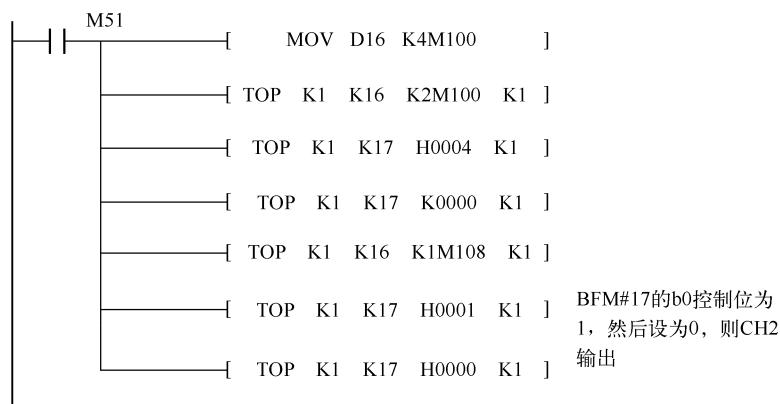 M51
[ MOV D16 K4M100 ]
[ TOP K1 K16 K2M100 K1 ]
[ TOP K1 K17 H0004 K1 ]
[ TOP K1 K17 K0000 K1 ]
[ TOP K1 K16 K1M108 K1 ]
[ TOP K1 K17 H0001 K1 ]
BFM#17的b0控制位为
1，然后设为0，则CH2
输出
[ TOP K1 K17 H0000 K1 ]